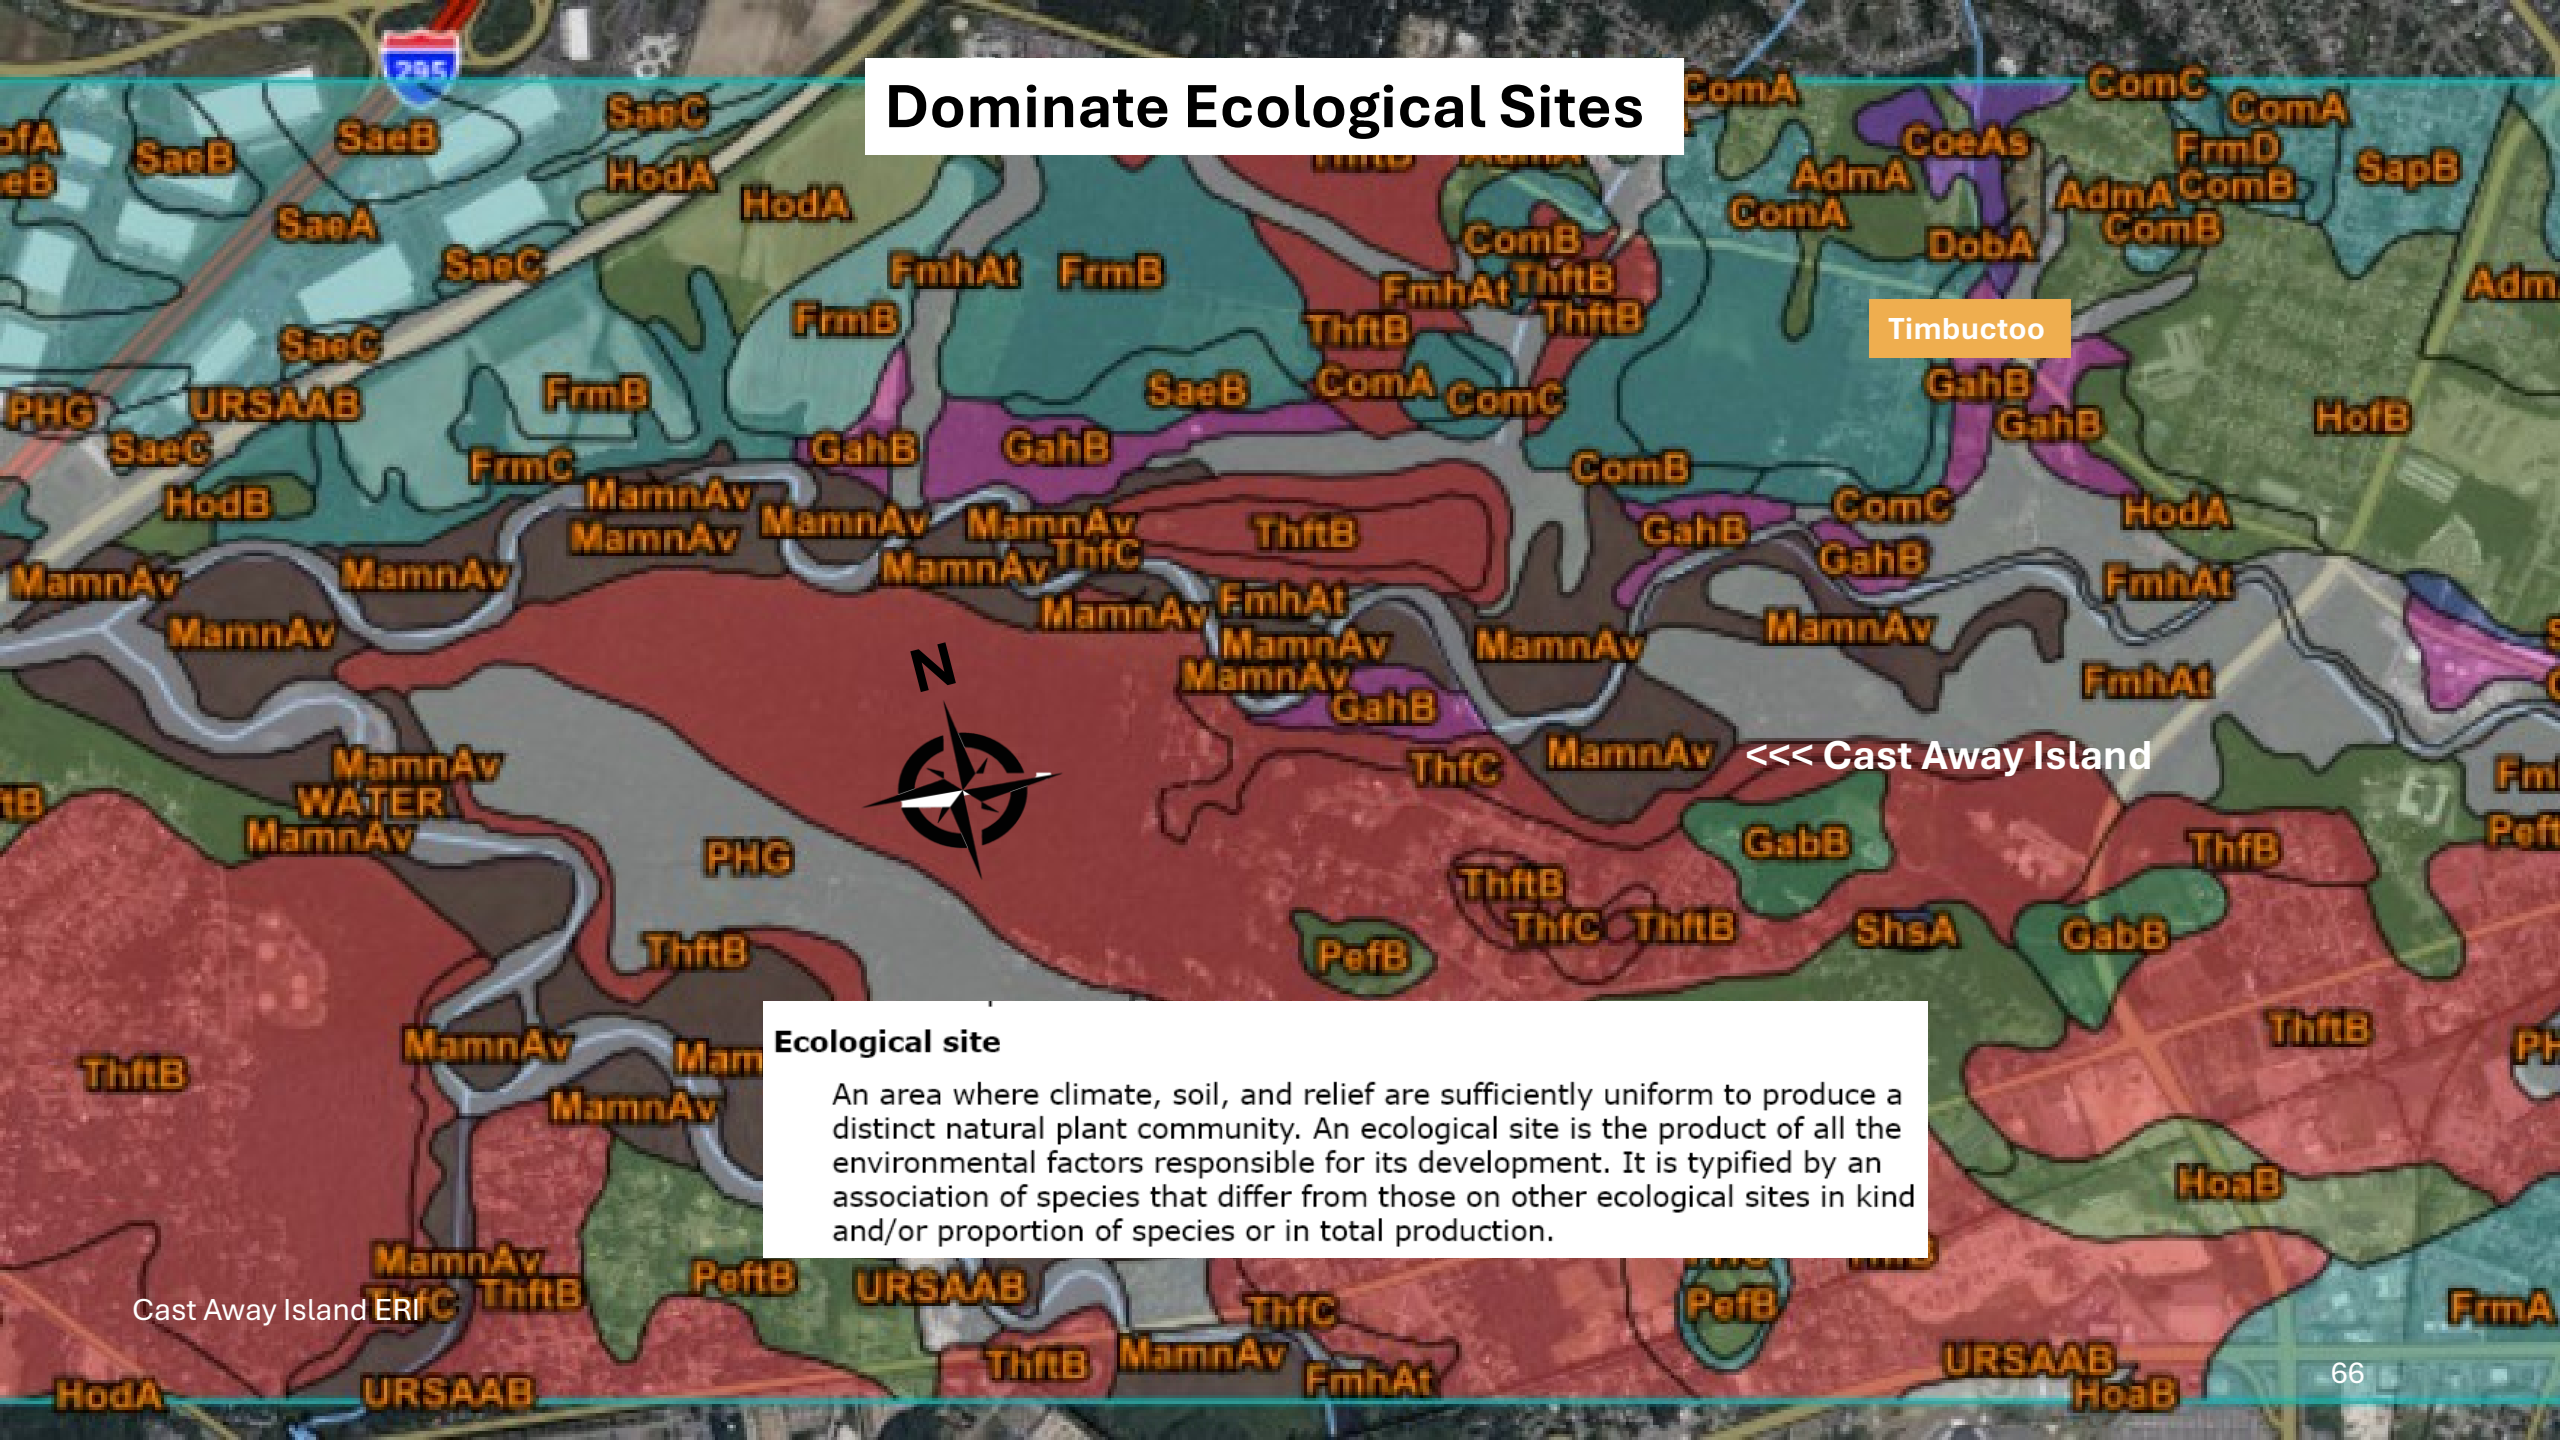 295
Dominate Ecological Sites
ComA
ComC
ComA
SaeC
SaeB
SaeB
CoeAs
FrmD
SapB
HodA
AdmA
AdmA
ComB
HodA
ComA
SaeA
ComB
ComB
DobA
SaeC
FmhAt
FrmB
FmhAt
ThftB
FrmB
ThftB
ThftB
Timbuctoo
SaeC
ComA
ComC
SaeB
GahB
PHG
URSAAB
FrmB
GahB
HofB
SaeC
FrmC
GahB
GahB
ComB
HodB
MamnAv
MamnAv
MamnAv
MamnAv
ThftB
GahB
ComC
HodA
MamnAv
MamnAv
MamnAv
ThfC
GahB
FmhAt
MamnAv
MamnAv
FmhAt
MamnAv
MamnAv
MamnAv
MamnAv
N
MamnAv
GahB
FmhAt
MamnAv
WATER
MamnAv
ThfC
MamnAv
<<< Cast Away Island
PHG
GabB
ThfB
ThftB
ThftB
ThfC
ThftB
PefB
ShsA
GabB
ThftB
MamnAv
MamnAv
ThftB
Ecological site
An area where climate, soil, and relief are sufficiently uniform to produce a
distinct natural plant community. An ecological site is the product of all the
environmental factors responsible for its development. It is typified by an
association of species that differ from those on other ecological sites in kind
and/or proportion of species or in total production.
HoaB
MamnAv
ThftB
PeftB
URSAAB
ThfC
PefB
FrmA
Cast Away Island ERI
ThftB
MamnAv
FmhAt
URSAAB
HoaB
66
HodA
URSAAB